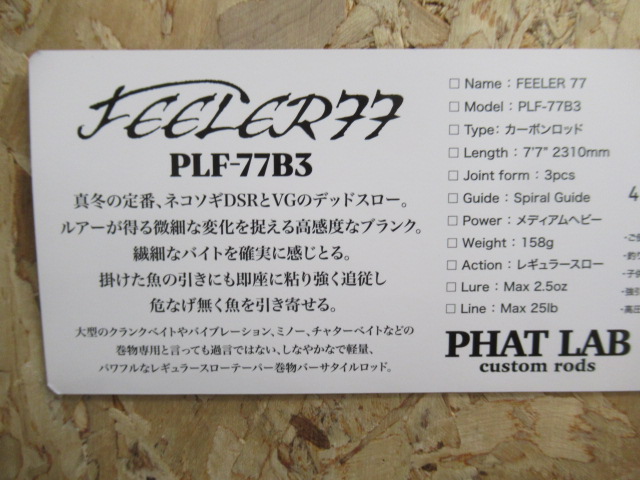 FEELER77
PLF-77B3
真冬の定番、ネコソギDSRとVGのデッドスロー。
ルアーが得る微細な変化を捉える高感度なブランク。
繊細なバイトを確実に感じとる。
掛けた魚の引きにも即座に粘り強く追従し
危なげ無く魚を引き寄せる。
大型のクランクベイトやバイブレーション、ミノー、チャターベイトなどの
巻物専用と言っても過言ではない、しなやかで軽量、
パワフルなレギュラースローテーパー巻物バーサタイルロッド。
□ Name : FEELER 77
□ Model : PLF-77B3
□ Type : カーボンロッド
□ Length : 7'7" 2310mm
□ Joint form : 3pcs
□ Guide : Spiral Guide
□ Power : メディアムヘビー
□ Weight : 158g
□ Action : レギュラースロー
□ Lure : Max 2.5oz
□ Line : Max 25lb
PHAT LAB
custom rods